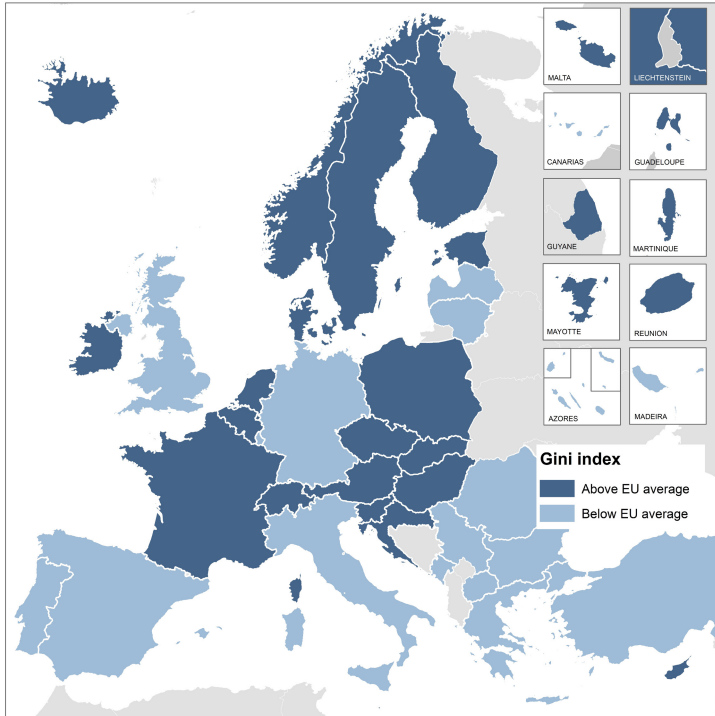 MALTA
LIECHTENSTEIN
CANARIAS
GUADELOUPE
GUYANE
MARTINIQUE
MAYOTTE
REUNION
AZORES
MADEIRA
Gini index
Above EU average
Below EU average